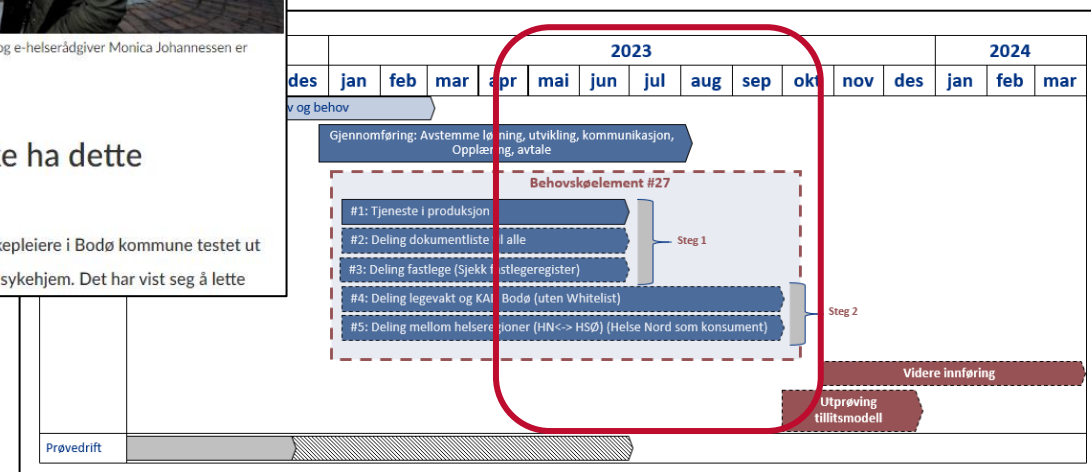 og e-helserådgiver Monica Johannessen er
e ha dette
kepleiere i Bodø kommune testet ut
sykehjem. Det har vist seg å lette
2023
2024
des
jan
feb
mar
apr
mai
jun
jul
aug
sep
okt
nov
des
jan
feb
mar
v og behov
Gjennomføring: Avstemme løsning, utvikling, kommunikasjon,
Opplæring, avtale
Behovskøelement #27
#1: Tjeneste i produksjon
#2: Deling dokumentliste til alle
#3: Deling fastlege (Sjekk fastlegeregister)
Steg 1
#4: Deling legevakt og KAD Bodø (uten Whitelist)
#5: Deling mellom helseregioner (HN<-> HSØ) (Helse Nord som konsument)
Steg 2
Videre innføring
Utprøving
tillitsmodell
Prøvedrift